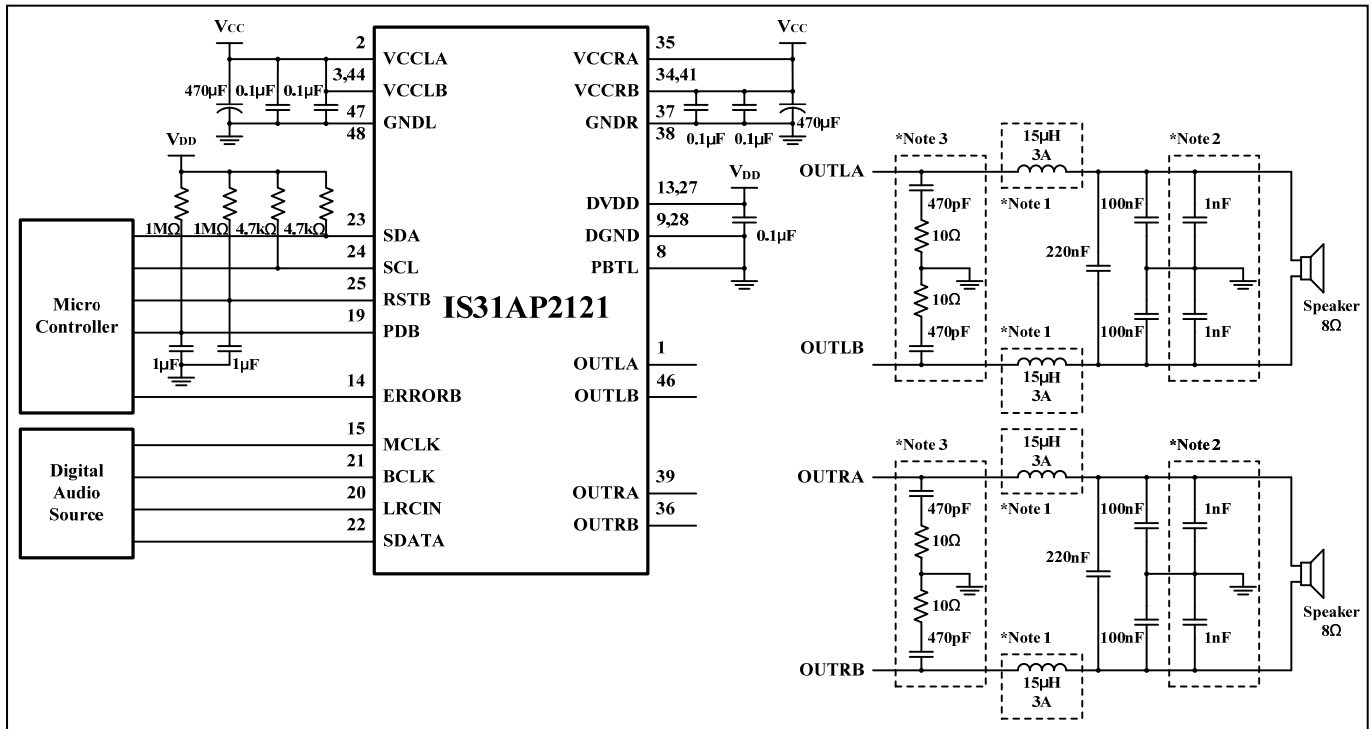 VCC
470µF
0.1µF
0.1µF
2
VCCLA
3,44
VCCLB
47
GNDL
48
VDD
1MΩ
1MΩ
4.7kΩ
4.7kΩ
Micro
Controller
23
SDA
24
SCL
25
RSTB
19
PDB
1µF
1µF
14
ERRORB
Digital
Audio
Source
15
MCLK
21
BCLK
20
LRCIN
22
SDATA
IS31AP2121
VCC
35
VCCRA
34,41
VCCRB
37
GNDR
38
0.1µF
0.1µF
470µF
VDD
13,27
DVDD
9,28
DGND
0.1µF
8
PBTL
1
OUTLA
46
OUTLB
39
OUTRA
36
OUTRB
*Note 3
15µH
3A
*Note 2
OUTLA
*Note 1
470pF
10Ω
10Ω
470pF
220nF
100nF
100nF
1nF
1nF
Speaker
8Ω
*Note 1
OUTLB
15µH
3A
*Note 3
15µH
3A
*Note 2
OUTRA
*Note 1
470pF
10Ω
10Ω
470pF
220nF
100nF
100nF
1nF
1nF
Speaker
8Ω
*Note 1
OUTRB
15µH
3A